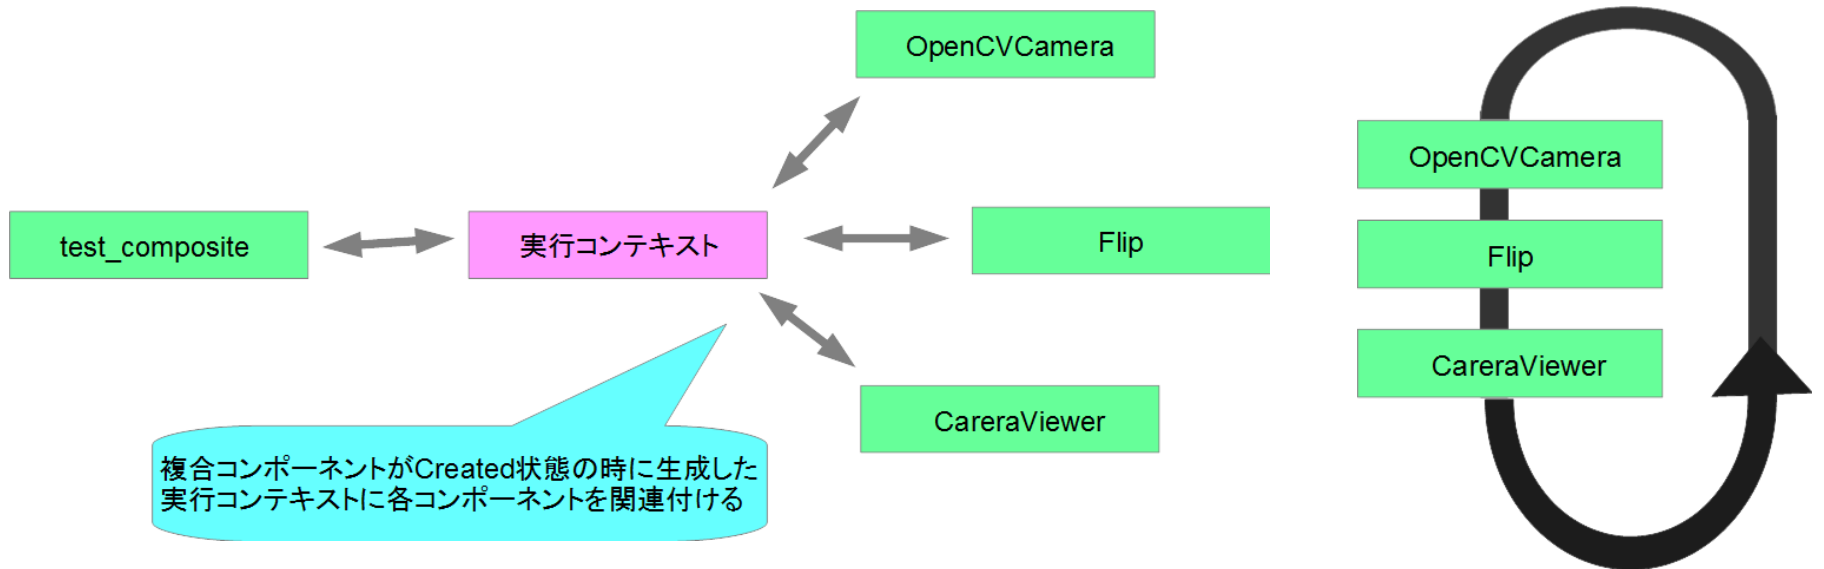 OpenCVCamera
test_composite
実行コンテキスト
Flip
CareraViewer
複合コンポーネントがCreated状態の時に生成した
実行コンテキストに各コンポーネントを関連付ける
OpenCVCamera
Flip
CareraViewer